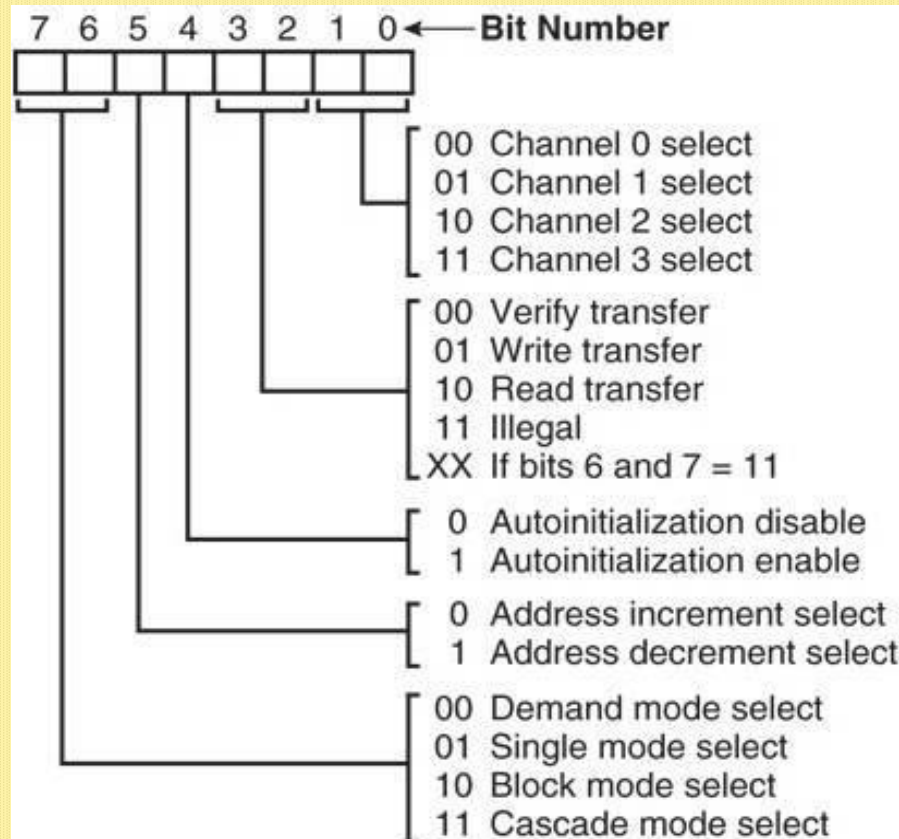 7 6 5 4 3 2 1 0 Bit Number
00 Channel 0 select
01 Channel 1 select
10 Channel 2 select
11 Channel 3 select
00 Verify transfer
01 Write transfer
10 Read transfer
11 Illegal
XX If bits 6 and 7 = 11
0 Autoinitialization disable
1 Autoinitialization enable
0 Address increment select
1 Address decrement select
00 Demand mode select
01 Single mode select
10 Block mode select
11 Cascade mode select